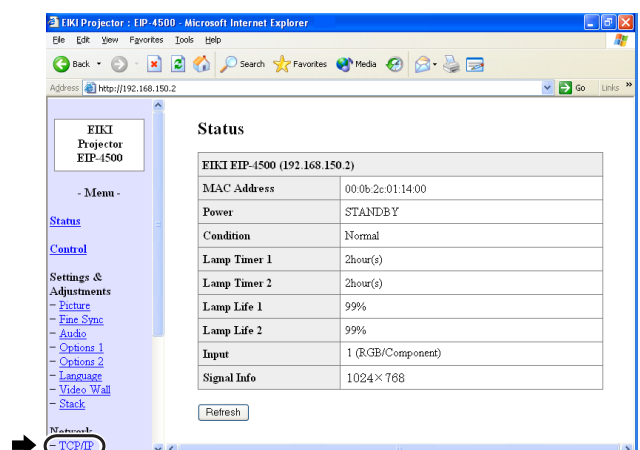 EIKI Projector : EIP-4500 - Microsoft Internet Explorer
File Edit View Favorites Tools Help
Back Search Favorites Media
Address http://192.168.150.2 Go Links »
EIKI
Projector
EIP-4500
- Menu -
Status
Control
Settings &
Adjustments
- Picture
- Fine Sync
- Audio
- Options 1
- Options 2
- Language
- Video Wall
- Stack
Network
- TCP/IP
Status
EIKI EIP-4500 (192.168.150.2)
MAC Address 00:0b:2c:01:14:00
Power STANDBY
Condition Normal
Lamp Timer 1 2hour(s)
Lamp Timer 2 2hour(s)
Lamp Life 1 99%
Lamp Life 2 99%
Input 1 (RGB/Component)
Signal Info 1024×768
Refresh